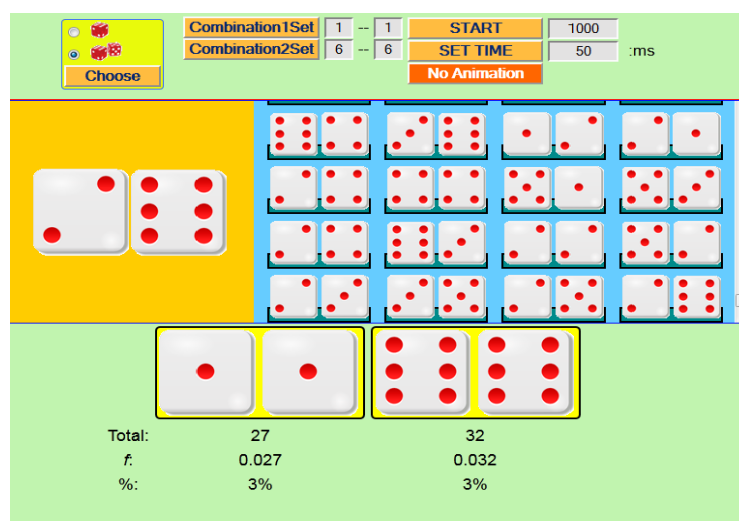 Combination1Set 1 -- 1 START 1000
Combination2Set 6 -- 6 SET TIME 50 :ms
Choose No Animation
Total: 27 32
f: 0.027 0.032
%: 3% 3%